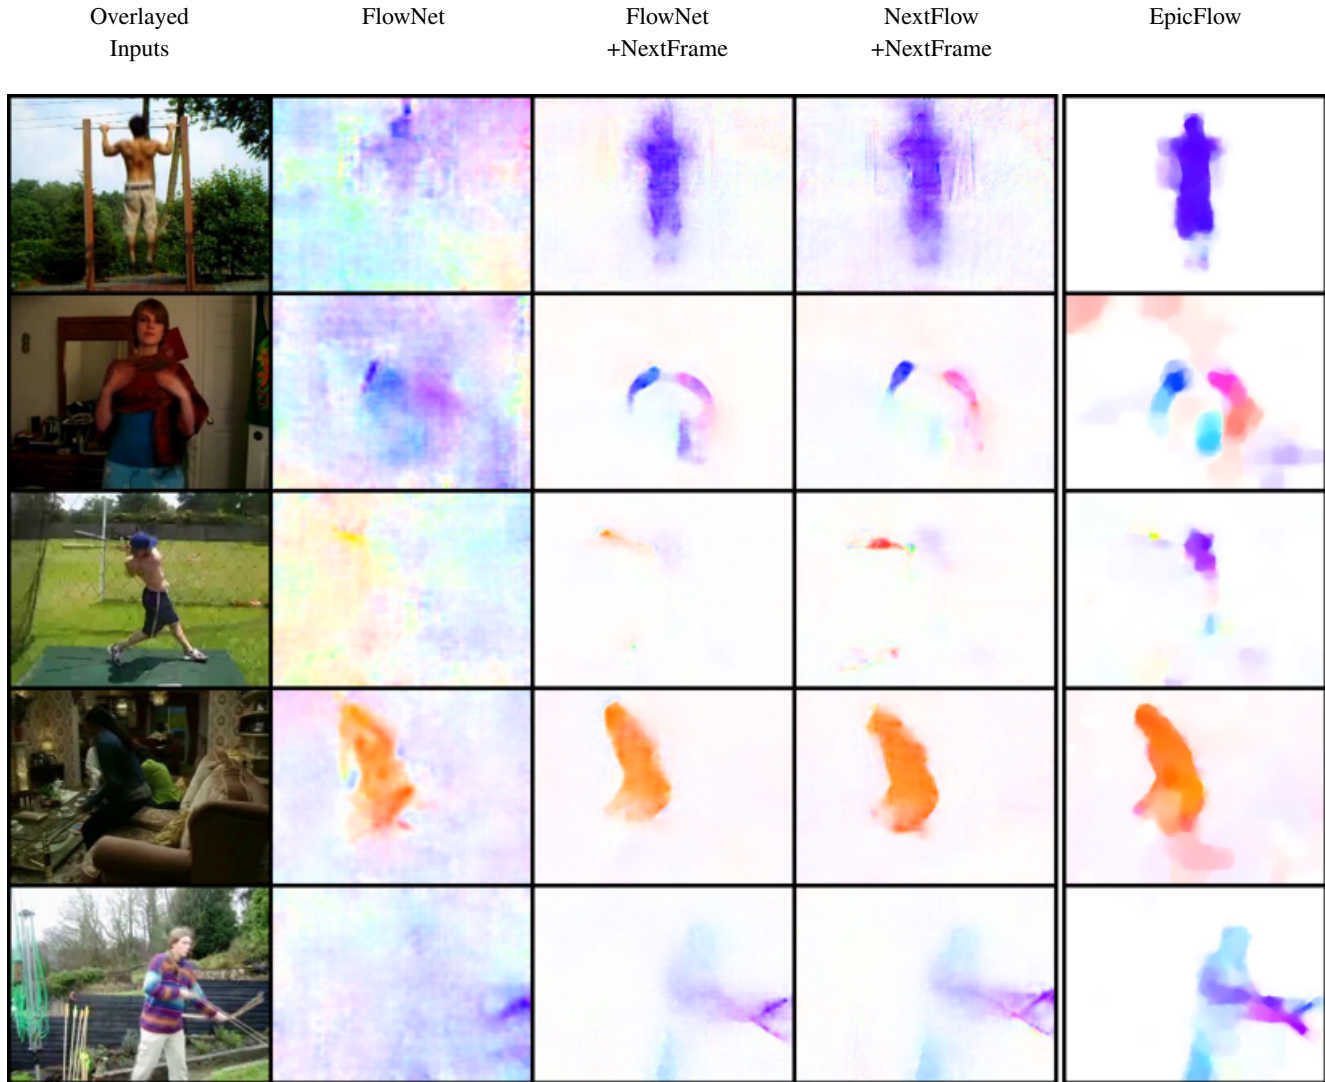 Overlayed
Inputs
FlowNet
FlowNet
+NextFrame
NextFlow
+NextFrame
EpicFlow